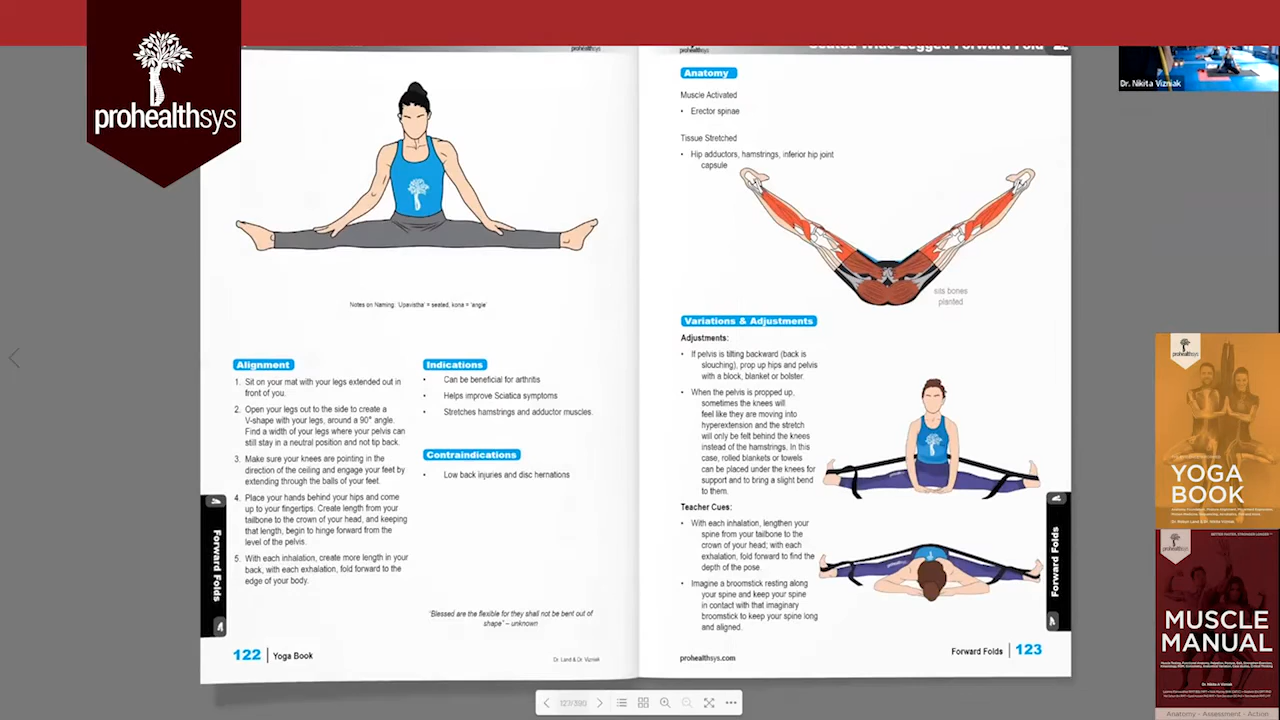 prohealthsys
prohealthsys
prohealthsys
Seated Wide-Legged Forward Fold
Dr. Nikita Vizniak
Notes on Naming: 'Upavistha' = seated, kona = 'angle'
Alignment
1. Sit on your mat with your legs extended out in
front of you.
2. Open your legs out to the side to create a
V-shape with your legs, around a 90° angle.
Find a width of your legs where your pelvis can
still stay in a neutral position and not tip back.
3. Make sure your knees are pointing in the
direction of the ceiling and engage your feet by
extending through the balls of your feet.
4. Place your hands behind your hips and come
up to your fingertips. Create length from your
tailbone to the crown of your head, and keeping
that length, begin to hinge forward from the
level of the pelvis.
5. With each inhalation, create more length in your
back, with each exhalation, fold forward to the
edge of your body.
Indications
• Can be beneficial for arthritis
• Helps improve Sciatica symptoms
• Stretches hamstrings and adductor muscles.
Contraindications
• Low back injuries and disc hernations
"Blessed are the flexible for they shall not be bent out of
shape" – unknown
Forward Folds
122 | Yoga Book
Dr. Land & Dr. Vizniak
Anatomy
Muscle Activated
• Erector spinae
Tissue Stretched
• Hip adductors, hamstrings, inferior hip joint
capsule
sits bones
planted
Variations & Adjustments
Adjustments:
• If pelvis is tilting backward (back is
slouching), prop up hips and pelvis
with a block, blanket or bolster.
• When the pelvis is propped up,
sometimes the knees will
feel like they are moving into
hyperextension and the stretch
will only be felt behind the knees
instead of the hamstrings. In this
case, rolled blankets or towels
can be placed under the knees for
support and to bring a slight bend
to them.
Teacher Cues:
• With each inhalation, lengthen your
spine from your tailbone to the
crown of your head; with each
exhalation, fold forward to find the
depth of the pose.
• Imagine a broomstick resting along
your spine and keep your spine
in contact with that imaginary
broomstick to keep your spine long
and aligned.
Forward Folds
prohealthsys.com
Forward Folds | 123
127/390
prohealthsys
YOGA
BOOK
prohealthsys
MUSCLE
MANUAL
Anatomy - Assessment - Action